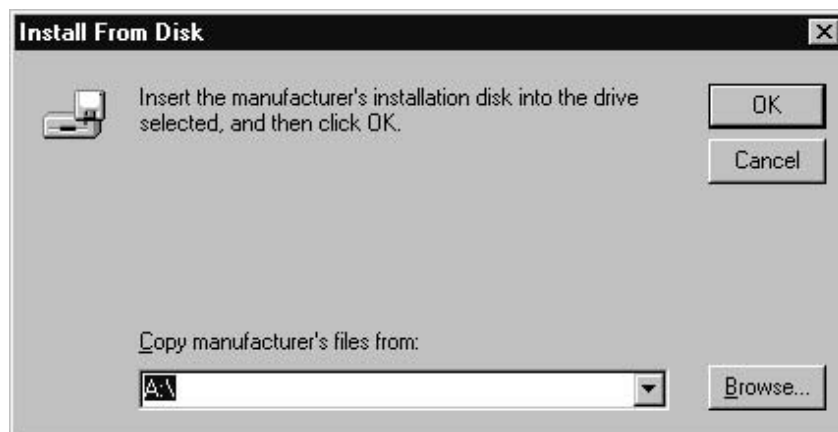 Install From Disk
Insert the manufacturer's installation disk into the drive
selected, and then click OK.
OK
Cancel
Copy manufacturer's files from:
A:\
Browse...